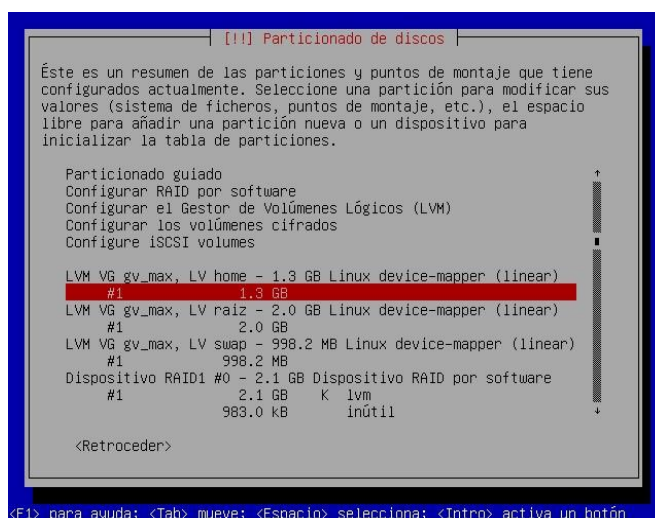 [!!] Particionado de discos
Éste es un resumen de las particiones y puntos de montaje que tiene
configurados actualmente. Seleccione una partición para modificar sus
valores (sistema de ficheros, puntos de montaje, etc.), el espacio
libre para añadir una partición nueva o un dispositivo para
inicializar la tabla de particiones.
Particionado guiado
Configurar RAID por software
Configurar el Gestor de Volúmenes Lógicos (LVM)
Configurar los volúmenes cifrados
Configure iSCSI volumes
LVM VG gv_max, LV home - 1.3 GB Linux device-mapper (linear)
#1 1.3 GB
LVM VG gv_max, LV raiz - 2.0 GB Linux device-mapper (linear)
#1 2.0 GB
LVM VG gv_max, LV swap - 998.2 MB Linux device-mapper (linear)
#1 998.2 MB
Dispositivo RAID1 #0 - 2.1 GB Dispositivo RAID por software
#1 2.1 GB K lvm
983.0 kB inútil
<Retroceder>
<F1> para ayuda; <Tab> mueve; <Espacio> selecciona; <Intro> activa un botón